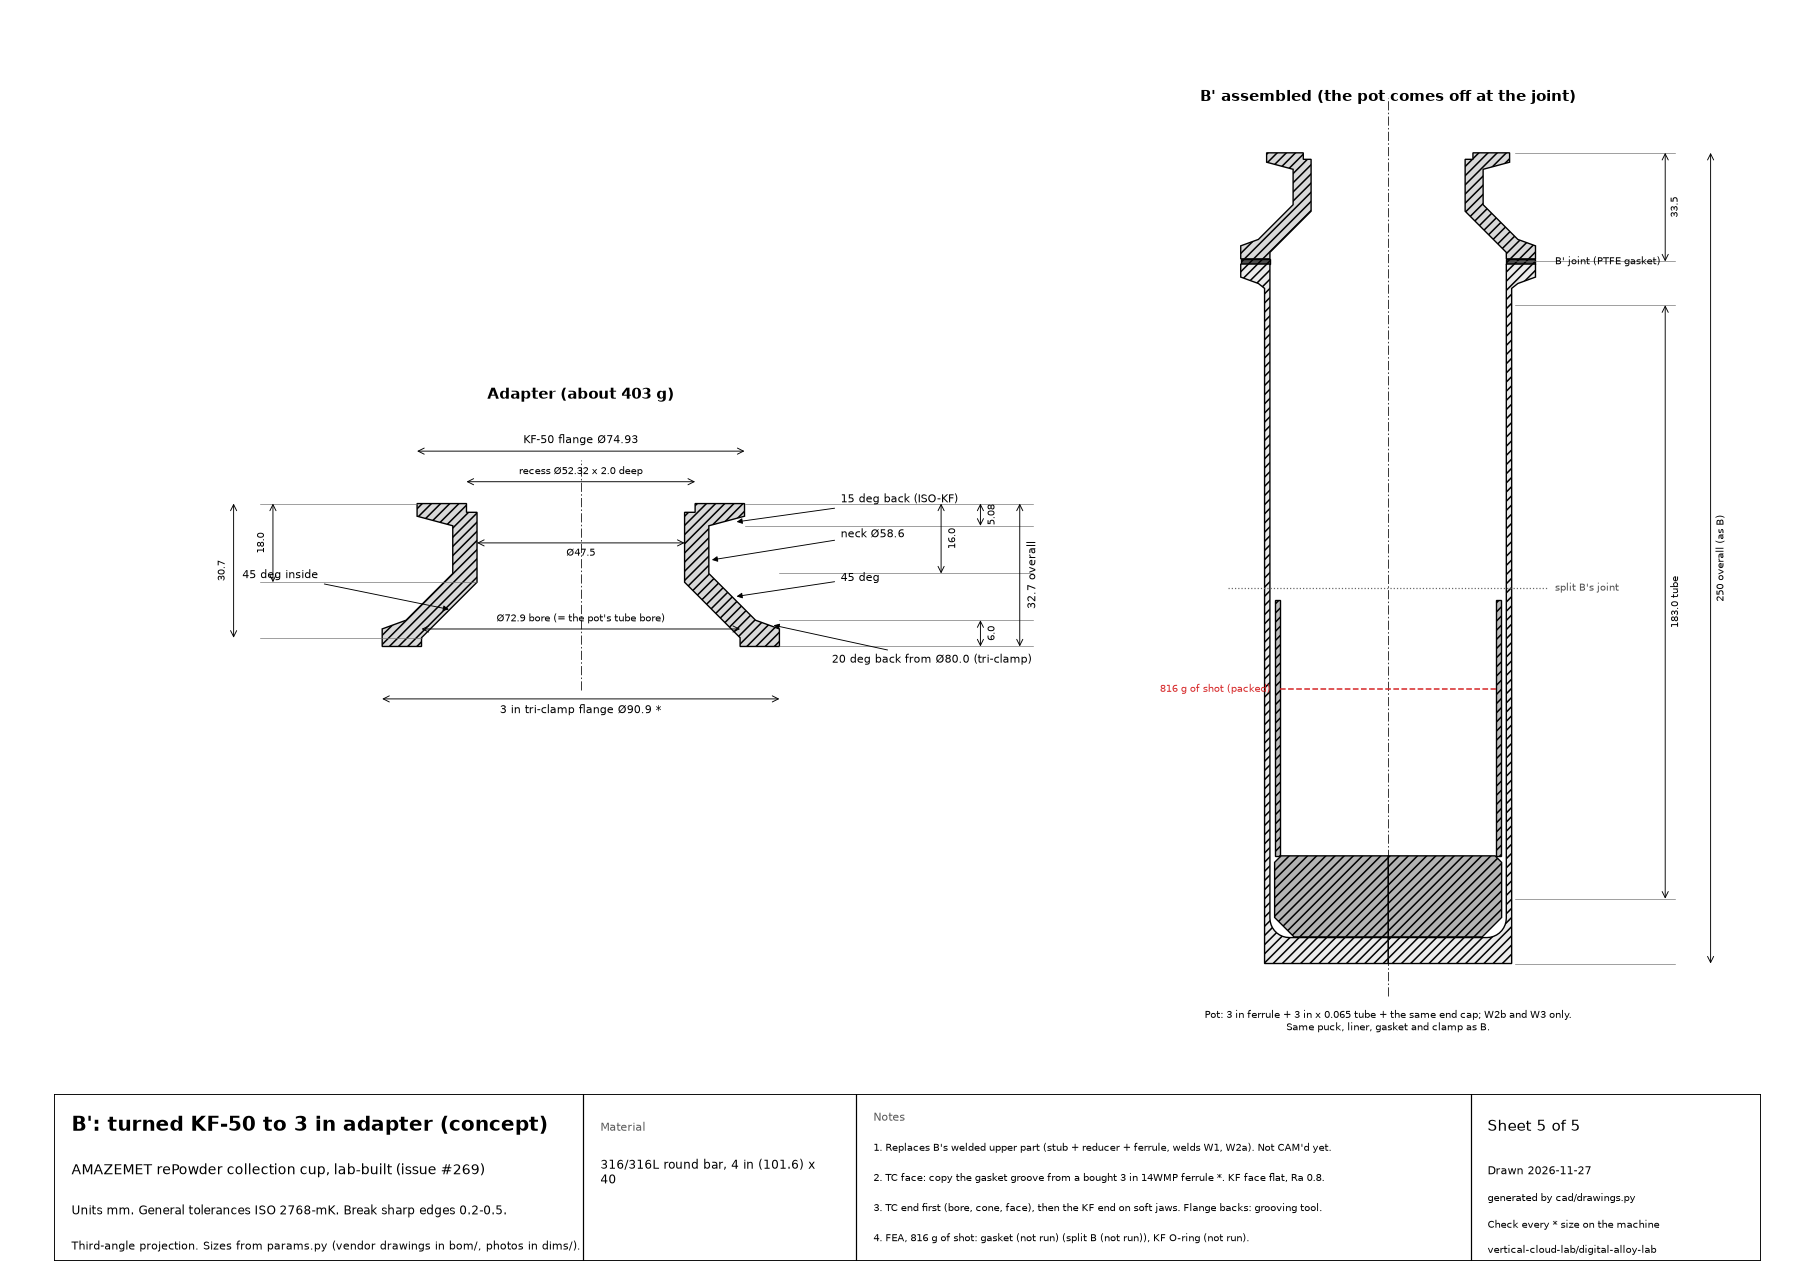 B' assembled (the pot comes off at the joint)
33.5
B' joint (PTFE gasket)
250 overall (as B)
183.0 tube
split B's joint
816 g of shot (packed)
Pot: 3 in ferrule + 3 in x 0.065 tube + the same end cap; W2b and W3 only.
Same puck, liner, gasket and clamp as B.
Adapter (about 403 g)
KF-50 flange Ø74.93
recess Ø52.32 x 2.0 deep
15 deg back (ISO-KF)
5.08
neck Ø58.6
16.0
18.0
Ø47.5
30.7
45 deg inside
45 deg
32.7 overall
Ø72.9 bore (= the pot's tube bore)
6.0
20 deg back from Ø80.0 (tri-clamp)
3 in tri-clamp flange Ø90.9 *
B': turned KF-50 to 3 in adapter (concept)
AMAZEMET rePowder collection cup, lab-built (issue #269)
Units mm. General tolerances ISO 2768-mK. Break sharp edges 0.2-0.5.
Third-angle projection. Sizes from params.py (vendor drawings in bom/, photos in dims/).
Material
316/316L round bar, 4 in (101.6) x
40
Notes
1. Replaces B's welded upper part (stub + reducer + ferrule, welds W1, W2a). Not CAM'd yet.
2. TC face: copy the gasket groove from a bought 3 in 14WMP ferrule *. KF face flat, Ra 0.8.
3. TC end first (bore, cone, face), then the KF end on soft jaws. Flange backs: grooving tool.
4. FEA, 816 g of shot: gasket (not run) (split B (not run)), KF O-ring (not run).
Sheet 5 of 5
Drawn 2026-11-27
generated by cad/drawings.py
Check every * size on the machine
vertical-cloud-lab/digital-alloy-lab